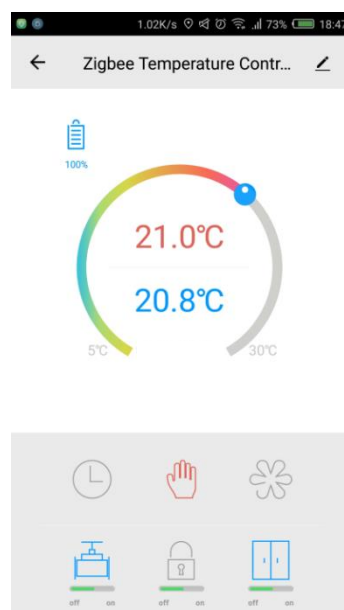 1.02K/s 73% 18:47
Zigbee Temperature Contr...
100%
21.0℃
20.8℃
5℃ 30℃
off on off on off on